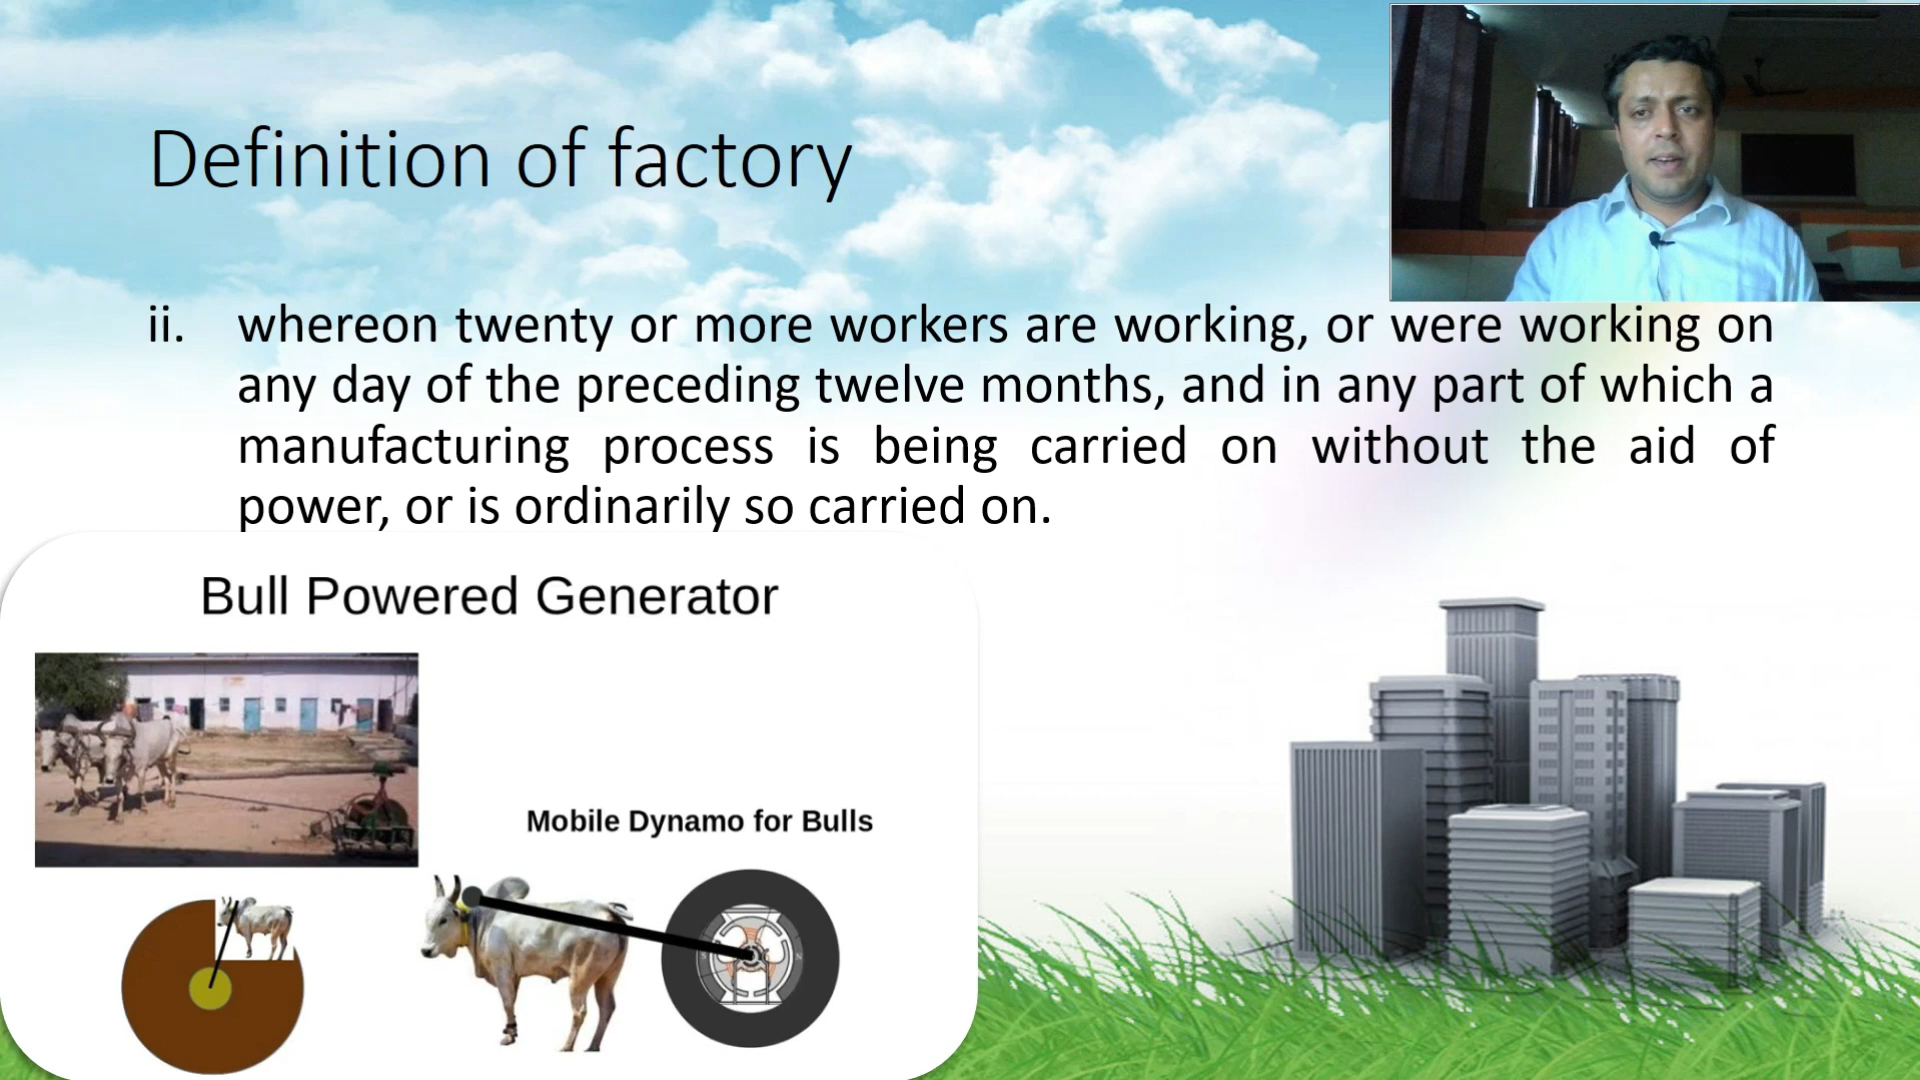 Definition of factory
ii. whereon twenty or more workers are working, or were working on
any day of the preceding twelve months, and in any part of which a
manufacturing process is being carried on without the aid of
power, or is ordinarily so carried on.
Bull Powered Generator
Mobile Dynamo for Bulls